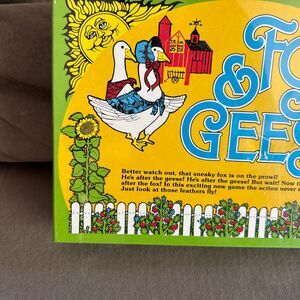 &
GEES
Better watch out, that sneaky fox is on the prowl!
He's after the geese! He's after the geese! But wait! Now t
after the fox! In this exciting new game the action never s
Just look at those feathers fly!